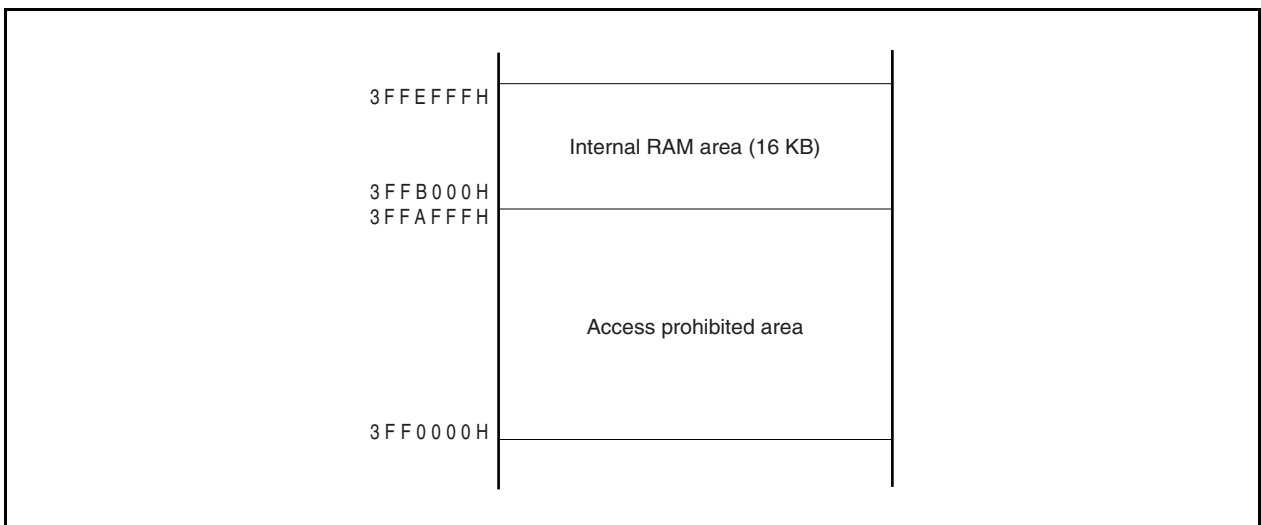 3FFEFFFH
Internal RAM area (16 KB)
3FFB000H
3FFAFFFH
Access prohibited area
3FF0000H